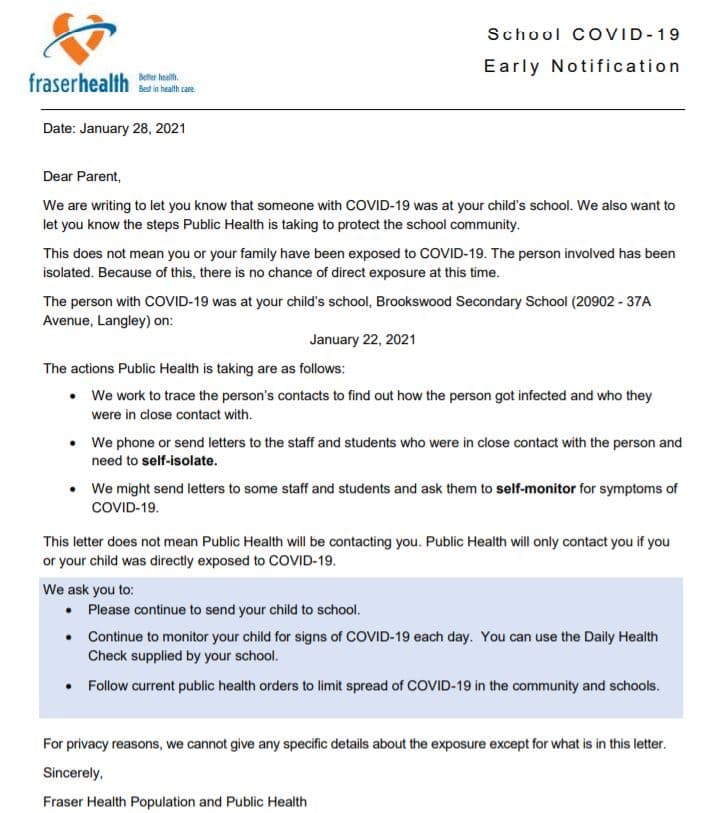 School COVID-19
Early Notification
fraserhealth
Better health.
Best in health care.
Date: January 28, 2021
Dear Parent,
We are writing to let you know that someone with COVID-19 was at your child's school. We also want to
let you know the steps Public Health is taking to protect the school community.
This does not mean you or your family have been exposed to COVID-19. The person involved has been
isolated. Because of this, there is no chance of direct exposure at this time.
The person with COVID-19 was at your child's school, Brookswood Secondary School (20902 - 37A
Avenue, Langley) on:
January 22, 2021
The actions Public Health is taking are as follows:
• We work to trace the person's contacts to find out how the person got infected and who they
were in close contact with.
• We phone or send letters to the staff and students who were in close contact with the person and
need to self-isolate.
• We might send letters to some staff and students and ask them to self-monitor for symptoms of
COVID-19.
This letter does not mean Public Health will be contacting you. Public Health will only contact you if you
or your child was directly exposed to COVID-19.
We ask you to:
• Please continue to send your child to school.
• Continue to monitor your child for signs of COVID-19 each day.  You can use the Daily Health
Check supplied by your school.
• Follow current public health orders to limit spread of COVID-19 in the community and schools.
For privacy reasons, we cannot give any specific details about the exposure except for what is in this letter.
Sincerely,
Fraser Health Population and Public Health